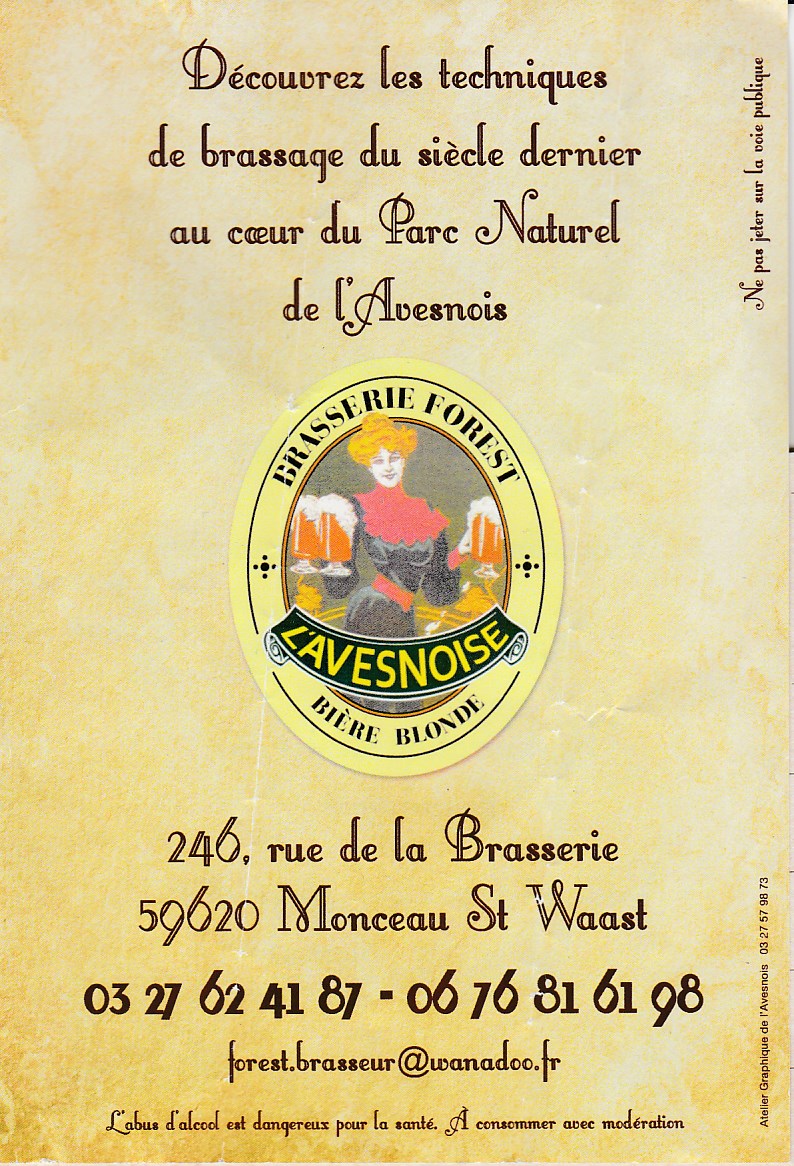 Découvrez les techniques
de brassage du siècle dernier
au cœur du Parc Naturel
de l'Avesnois
Ne pas jeter sur la voie publique
BRASSERIE FOREST
L'AVESNOISE
BIÈRE BLONDE
246, rue de la Brasserie
59620 Monceau St Waast
03 27 62 41 87 - 06 76 81 61 98
forest.brasseur@wanadoo.fr
L'abus d'alcool est dangereux pour la santé. À consommer avec modération
Atelier Graphique de l'Avesnois 03 27 57 98 73